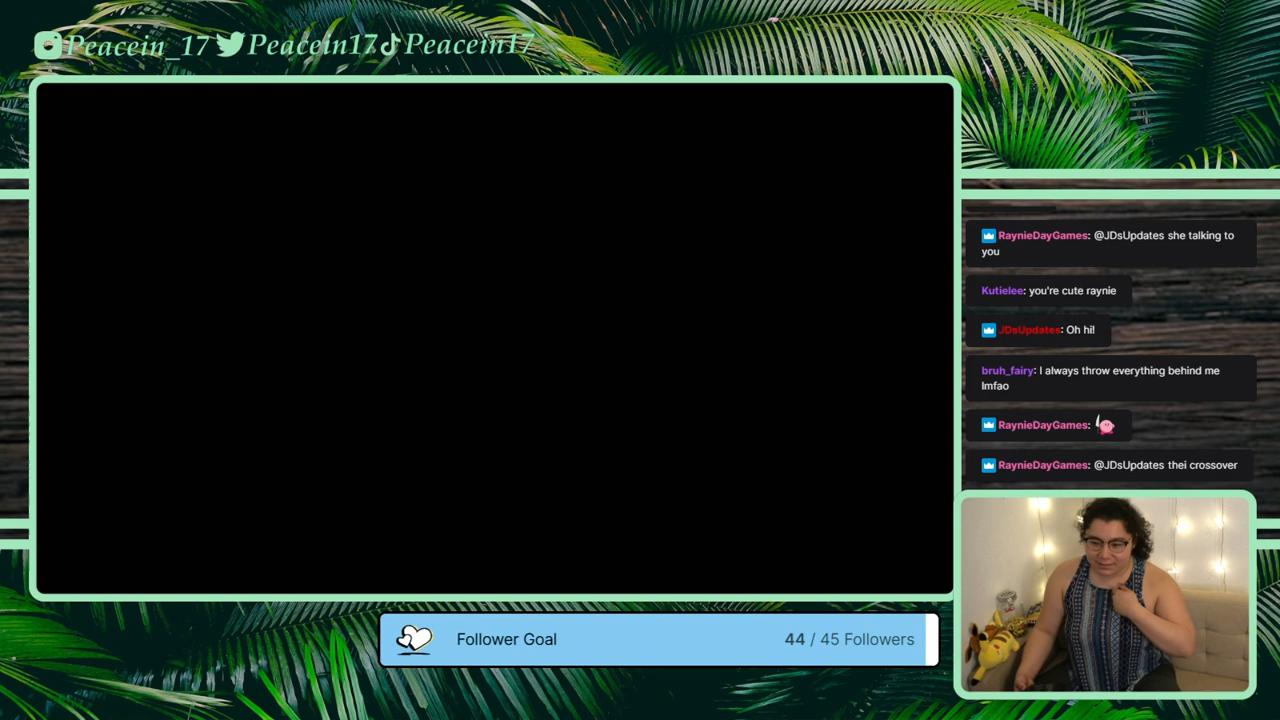 Peacein_17 Peacein17 Peacein17
RaynieDayGames: @JDsUpdates she talking to
you
Kutielee: you're cute raynie
JDsUpdates: Oh hi!
bruh_fairy: I always throw everything behind me
lmfao
RaynieDayGames:
RaynieDayGames: @JDsUpdates thei crossover
Follower Goal 44 / 45 Followers